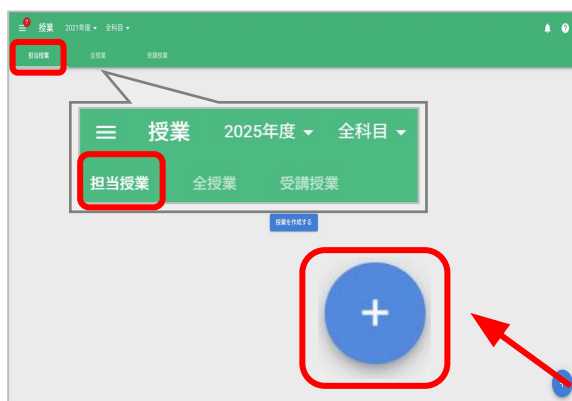 7
授業 2021年度 全科目
担当授業 全授業 受講授業
授業 2025年度 全科目
担当授業 全授業 受講授業
授業を作成する
+